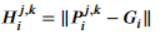 $H_i^{j,k} = \| P_i^{j,k} - G_i \|$